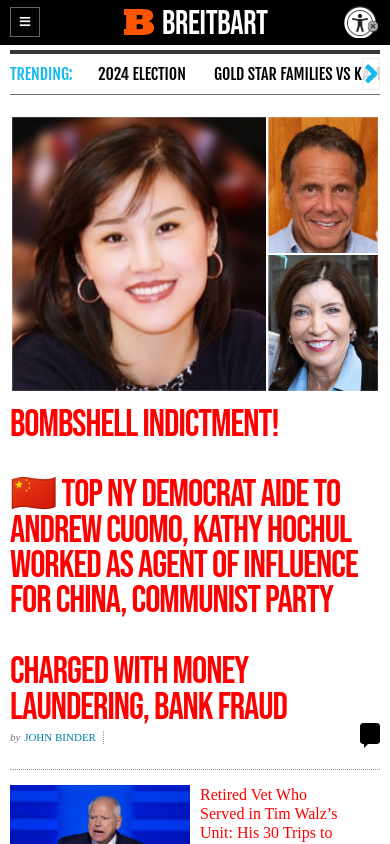 BREITBART
TRENDING: 2024 ELECTION GOLD STAR FAMILIES VS K
BOMBSHELL INDICTMENT!
TOP NY DEMOCRAT AIDE TO
ANDREW CUOMO, KATHY HOCHUL
WORKED AS AGENT OF INFLUENCE
FOR CHINA, COMMUNIST PARTY
CHARGED WITH MONEY
LAUNDERING, BANK FRAUD
by JOHN BINDER
Retired Vet Who
Served in Tim Walz’s
Unit: His 30 Trips to